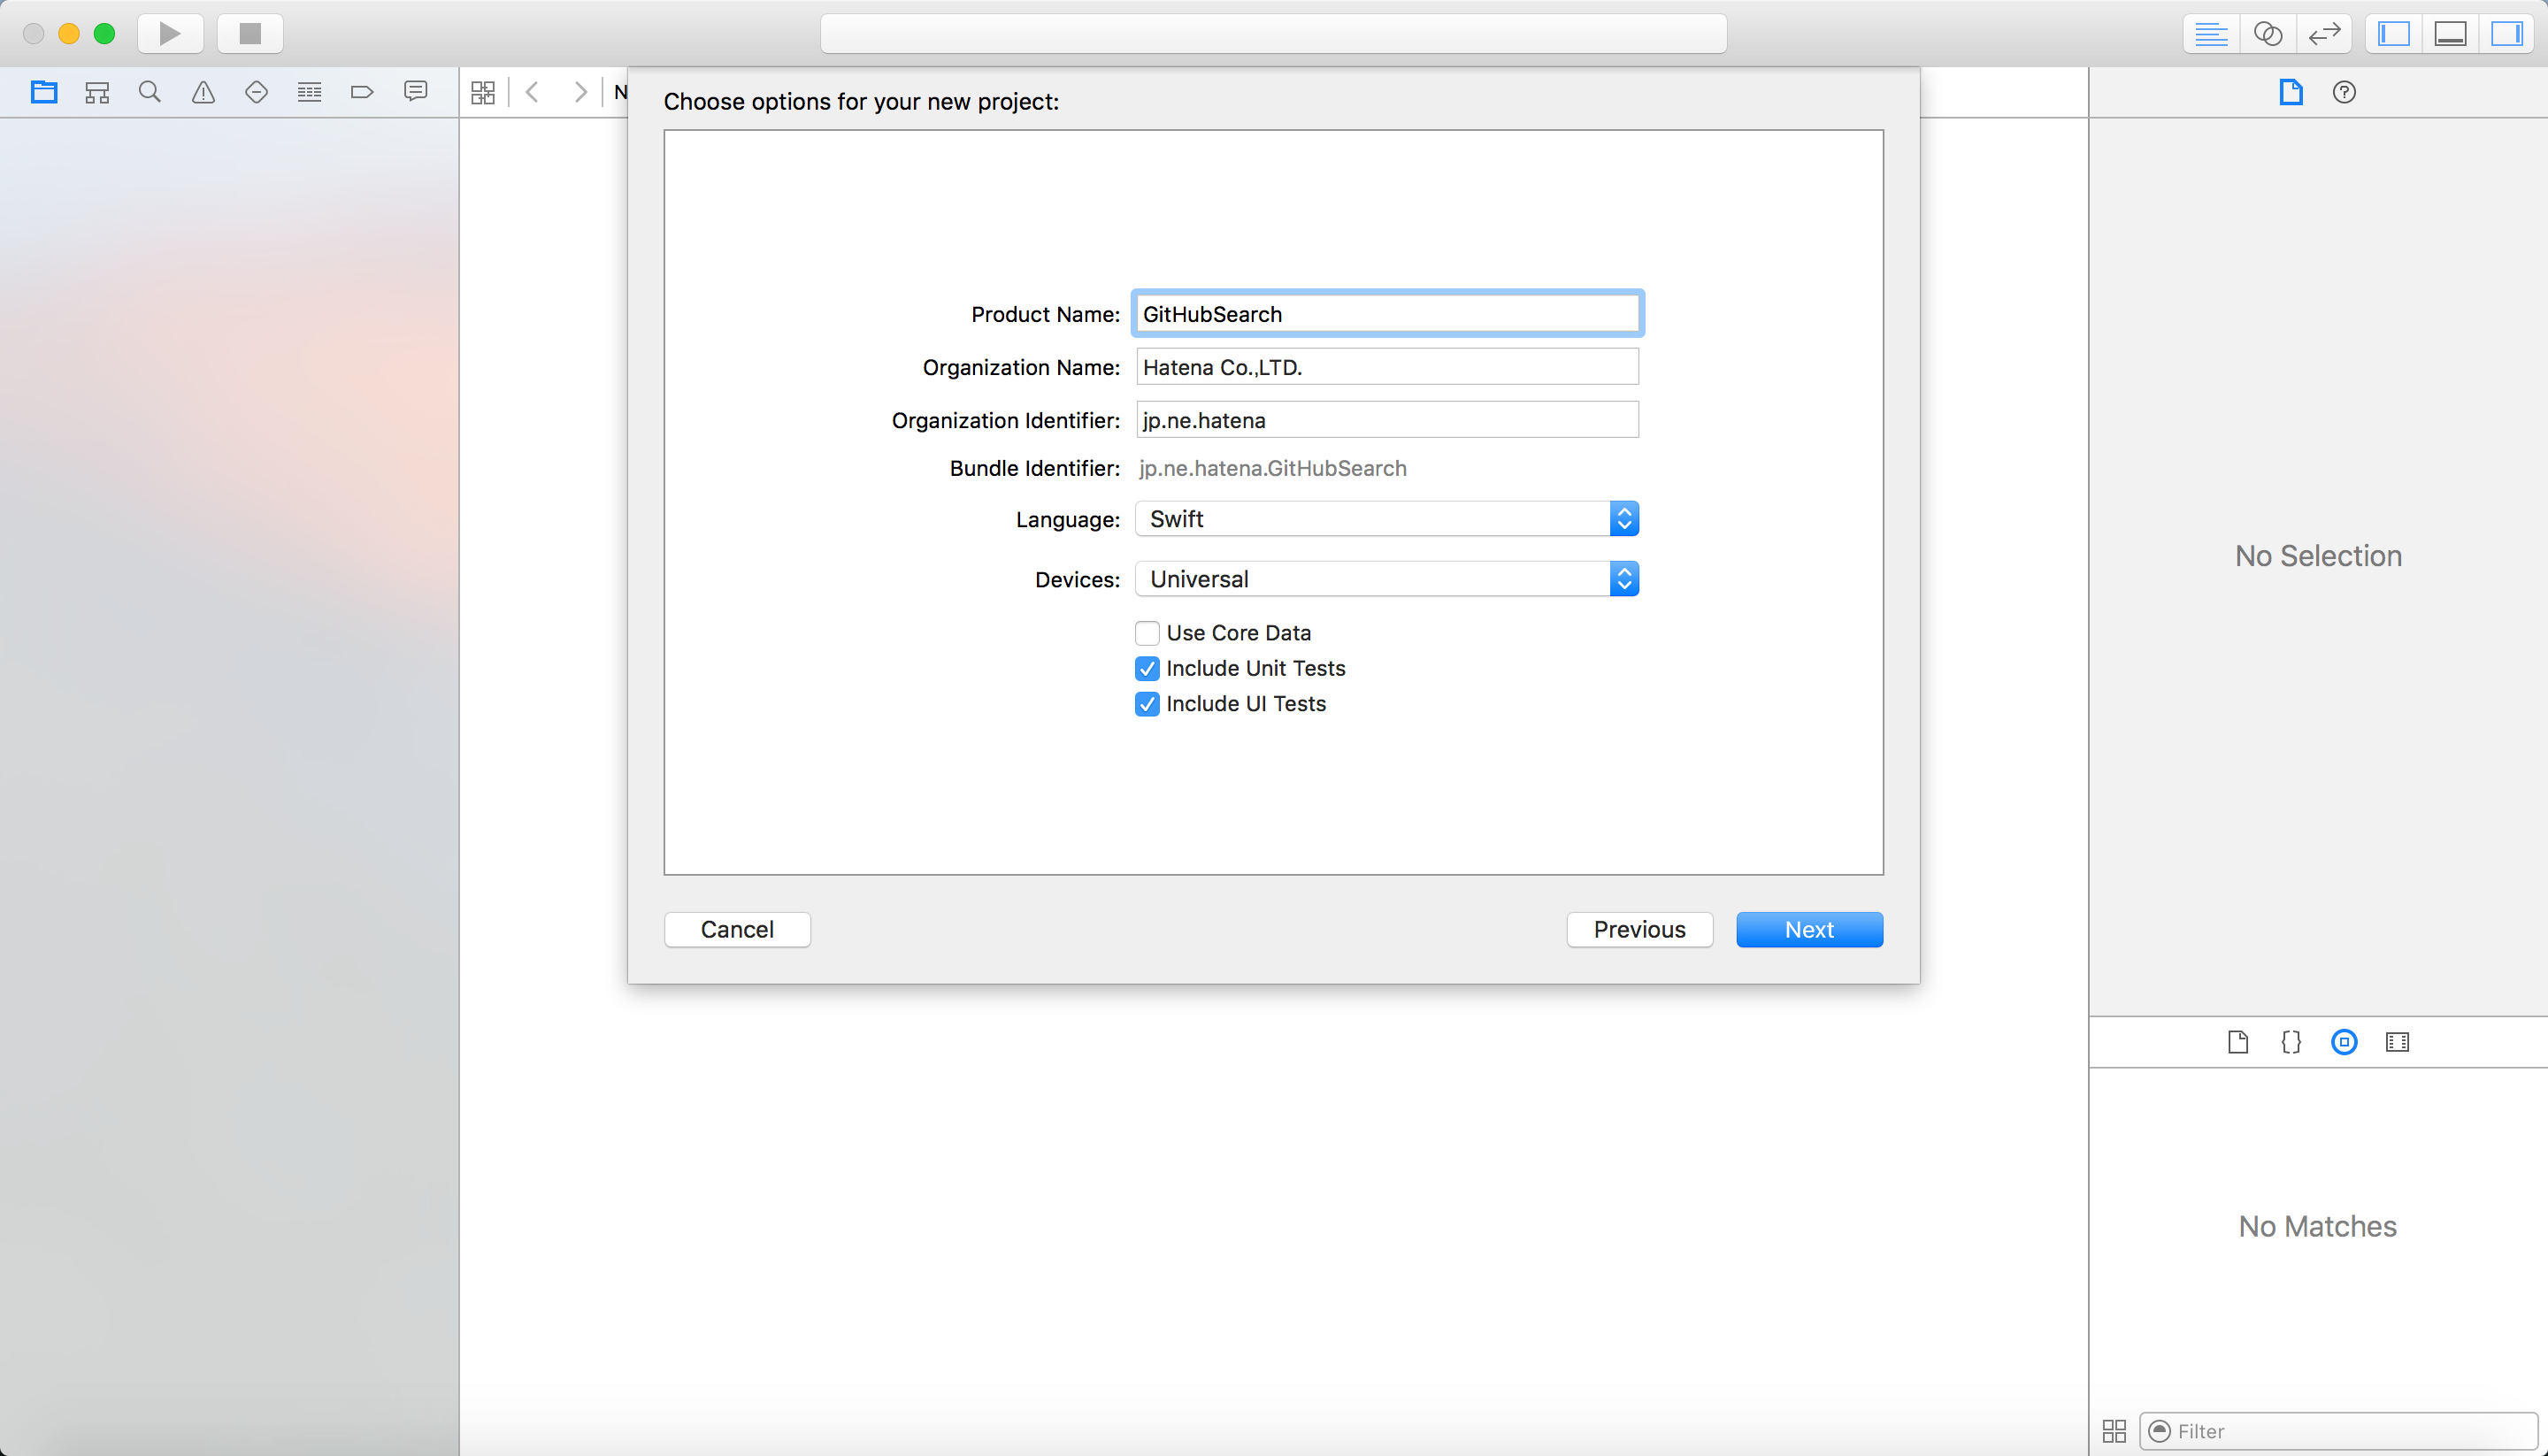 N
Choose options for your new project:
Product Name: GitHubSearch
Organization Name: Hatena Co.,LTD.
Organization Identifier: jp.ne.hatena
Bundle Identifier: jp.ne.hatena.GitHubSearch
Language: Swift
Devices: Universal
Use Core Data
Include Unit Tests
Include UI Tests
Cancel
Previous
Next
No Selection
No Matches
Filter